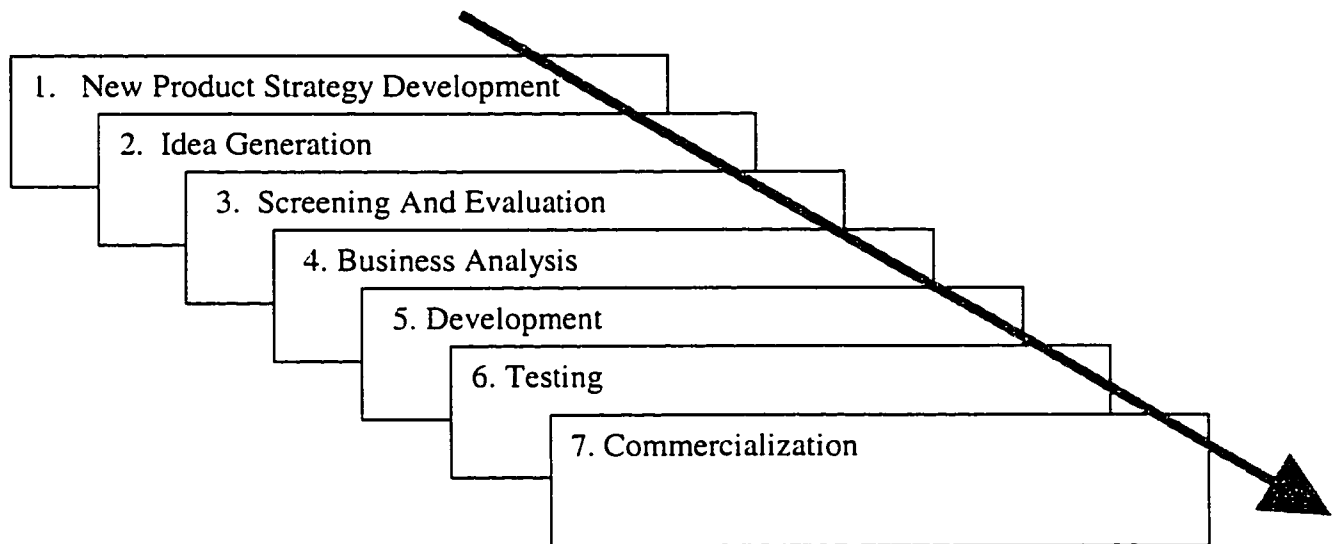 1. New Product Strategy Development
2. Idea Generation
3. Screening And Evaluation
4. Business Analysis
5. Development
6. Testing
7. Commercialization